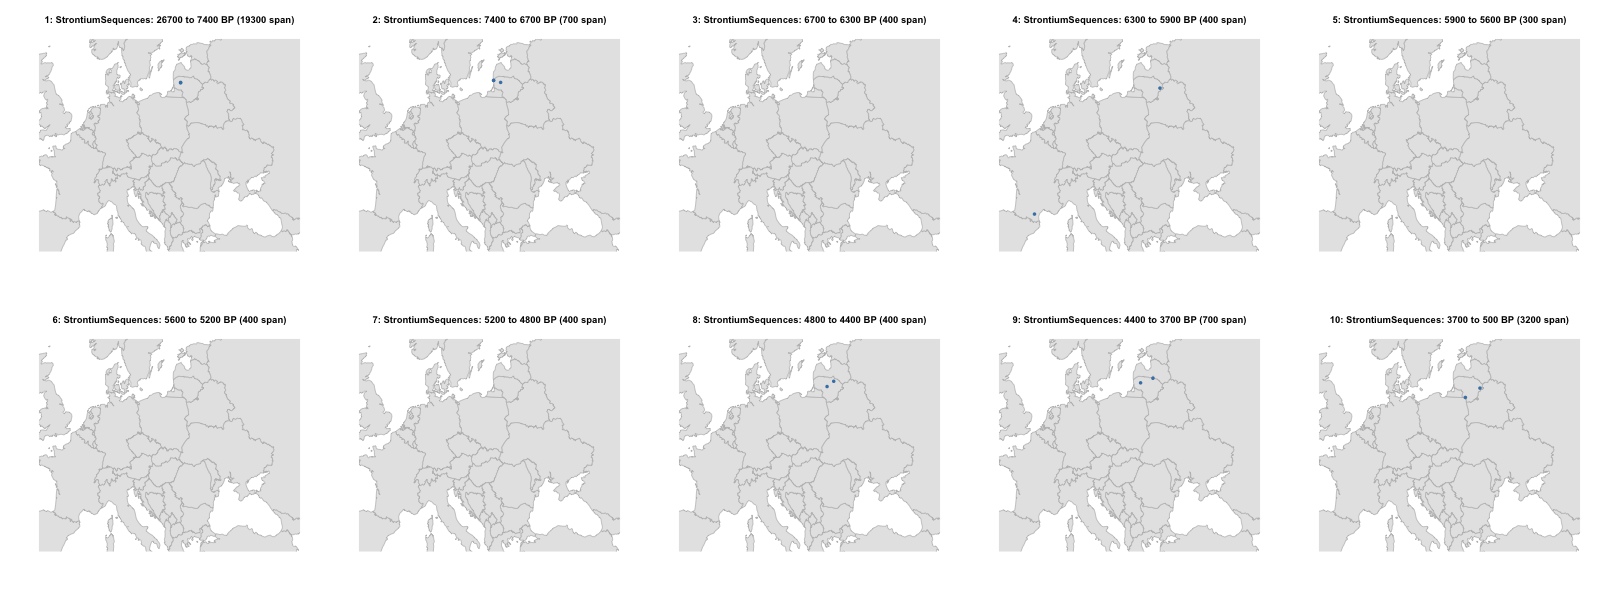 1: StrontiumSequences: 26700 to 7400 BP (19300 span)
2: StrontiumSequences: 7400 to 6700 BP (700 span)
3: StrontiumSequences: 6700 to 6300 BP (400 span)
4: StrontiumSequences: 6300 to 5900 BP (400 span)
5: StrontiumSequences: 5900 to 5600 BP (300 span)
6: StrontiumSequences: 5600 to 5200 BP (400 span)
7: StrontiumSequences: 5200 to 4800 BP (400 span)
8: StrontiumSequences: 4800 to 4400 BP (400 span)
9: StrontiumSequences: 4400 to 3700 BP (700 span)
10: StrontiumSequences: 3700 to 500 BP (3200 span)